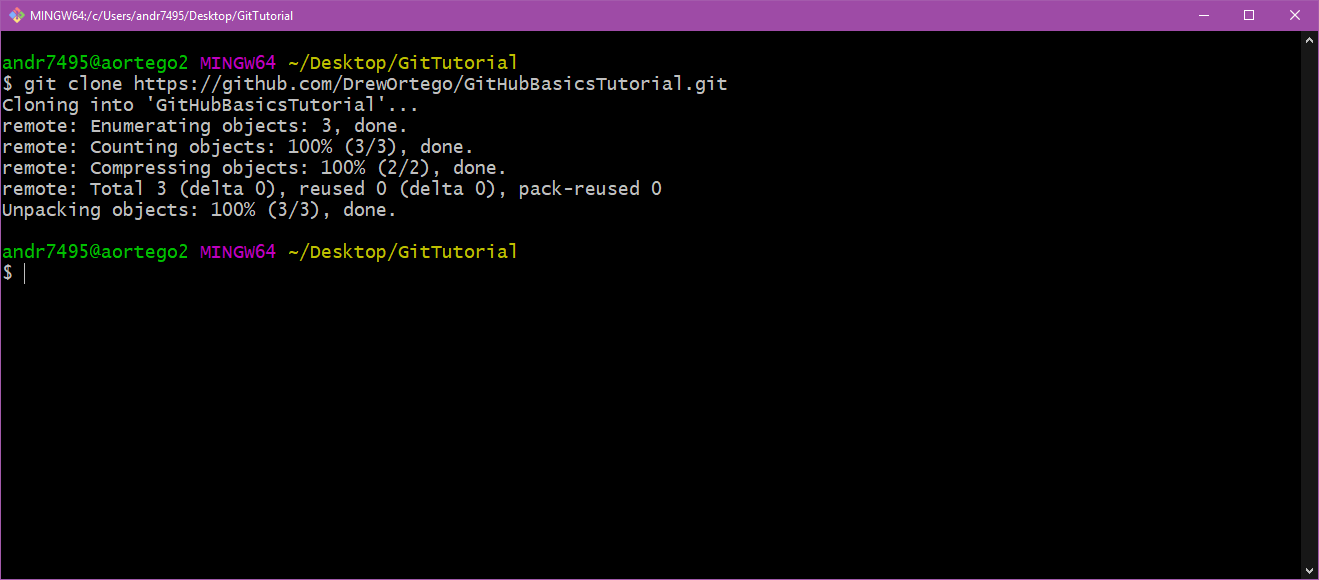 MINGW64:/c/Users/andr7495/Desktop/GitTutorial
andr7495@aortego2 MINGW64 ~/Desktop/GitTutorial
$ git clone https://github.com/DrewOrtego/GitHubBasicsTutorial.git
Cloning into 'GitHubBasicsTutorial'...
remote: Enumerating objects: 3, done.
remote: Counting objects: 100% (3/3), done.
remote: Compressing objects: 100% (2/2), done.
remote: Total 3 (delta 0), reused 0 (delta 0), pack-reused 0
Unpacking objects: 100% (3/3), done.
andr7495@aortego2 MINGW64 ~/Desktop/GitTutorial
$